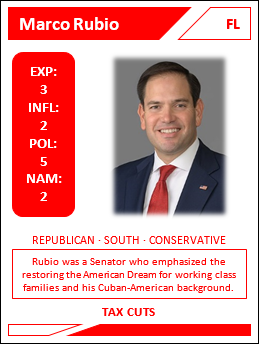 Marco Rubio
FL
EXP:
3
INFL:
2
POL:
5
NAM:
2
REPUBLICAN · SOUTH · CONSERVATIVE
Rubio was a Senator who emphasized the
restoring the American Dream for working class
families and his Cuban-American background.
TAX CUTS